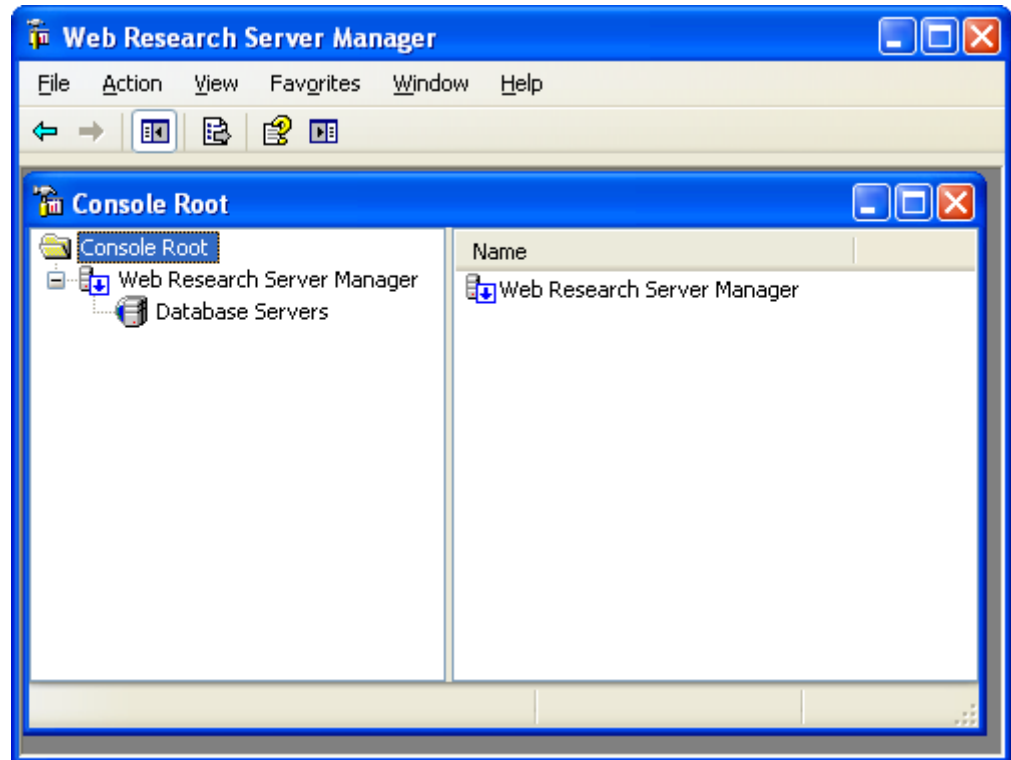 Web Research Server Manager
File Action View Favorites Window Help
Console Root
Console Root
Web Research Server Manager
Database Servers
Name
Web Research Server Manager